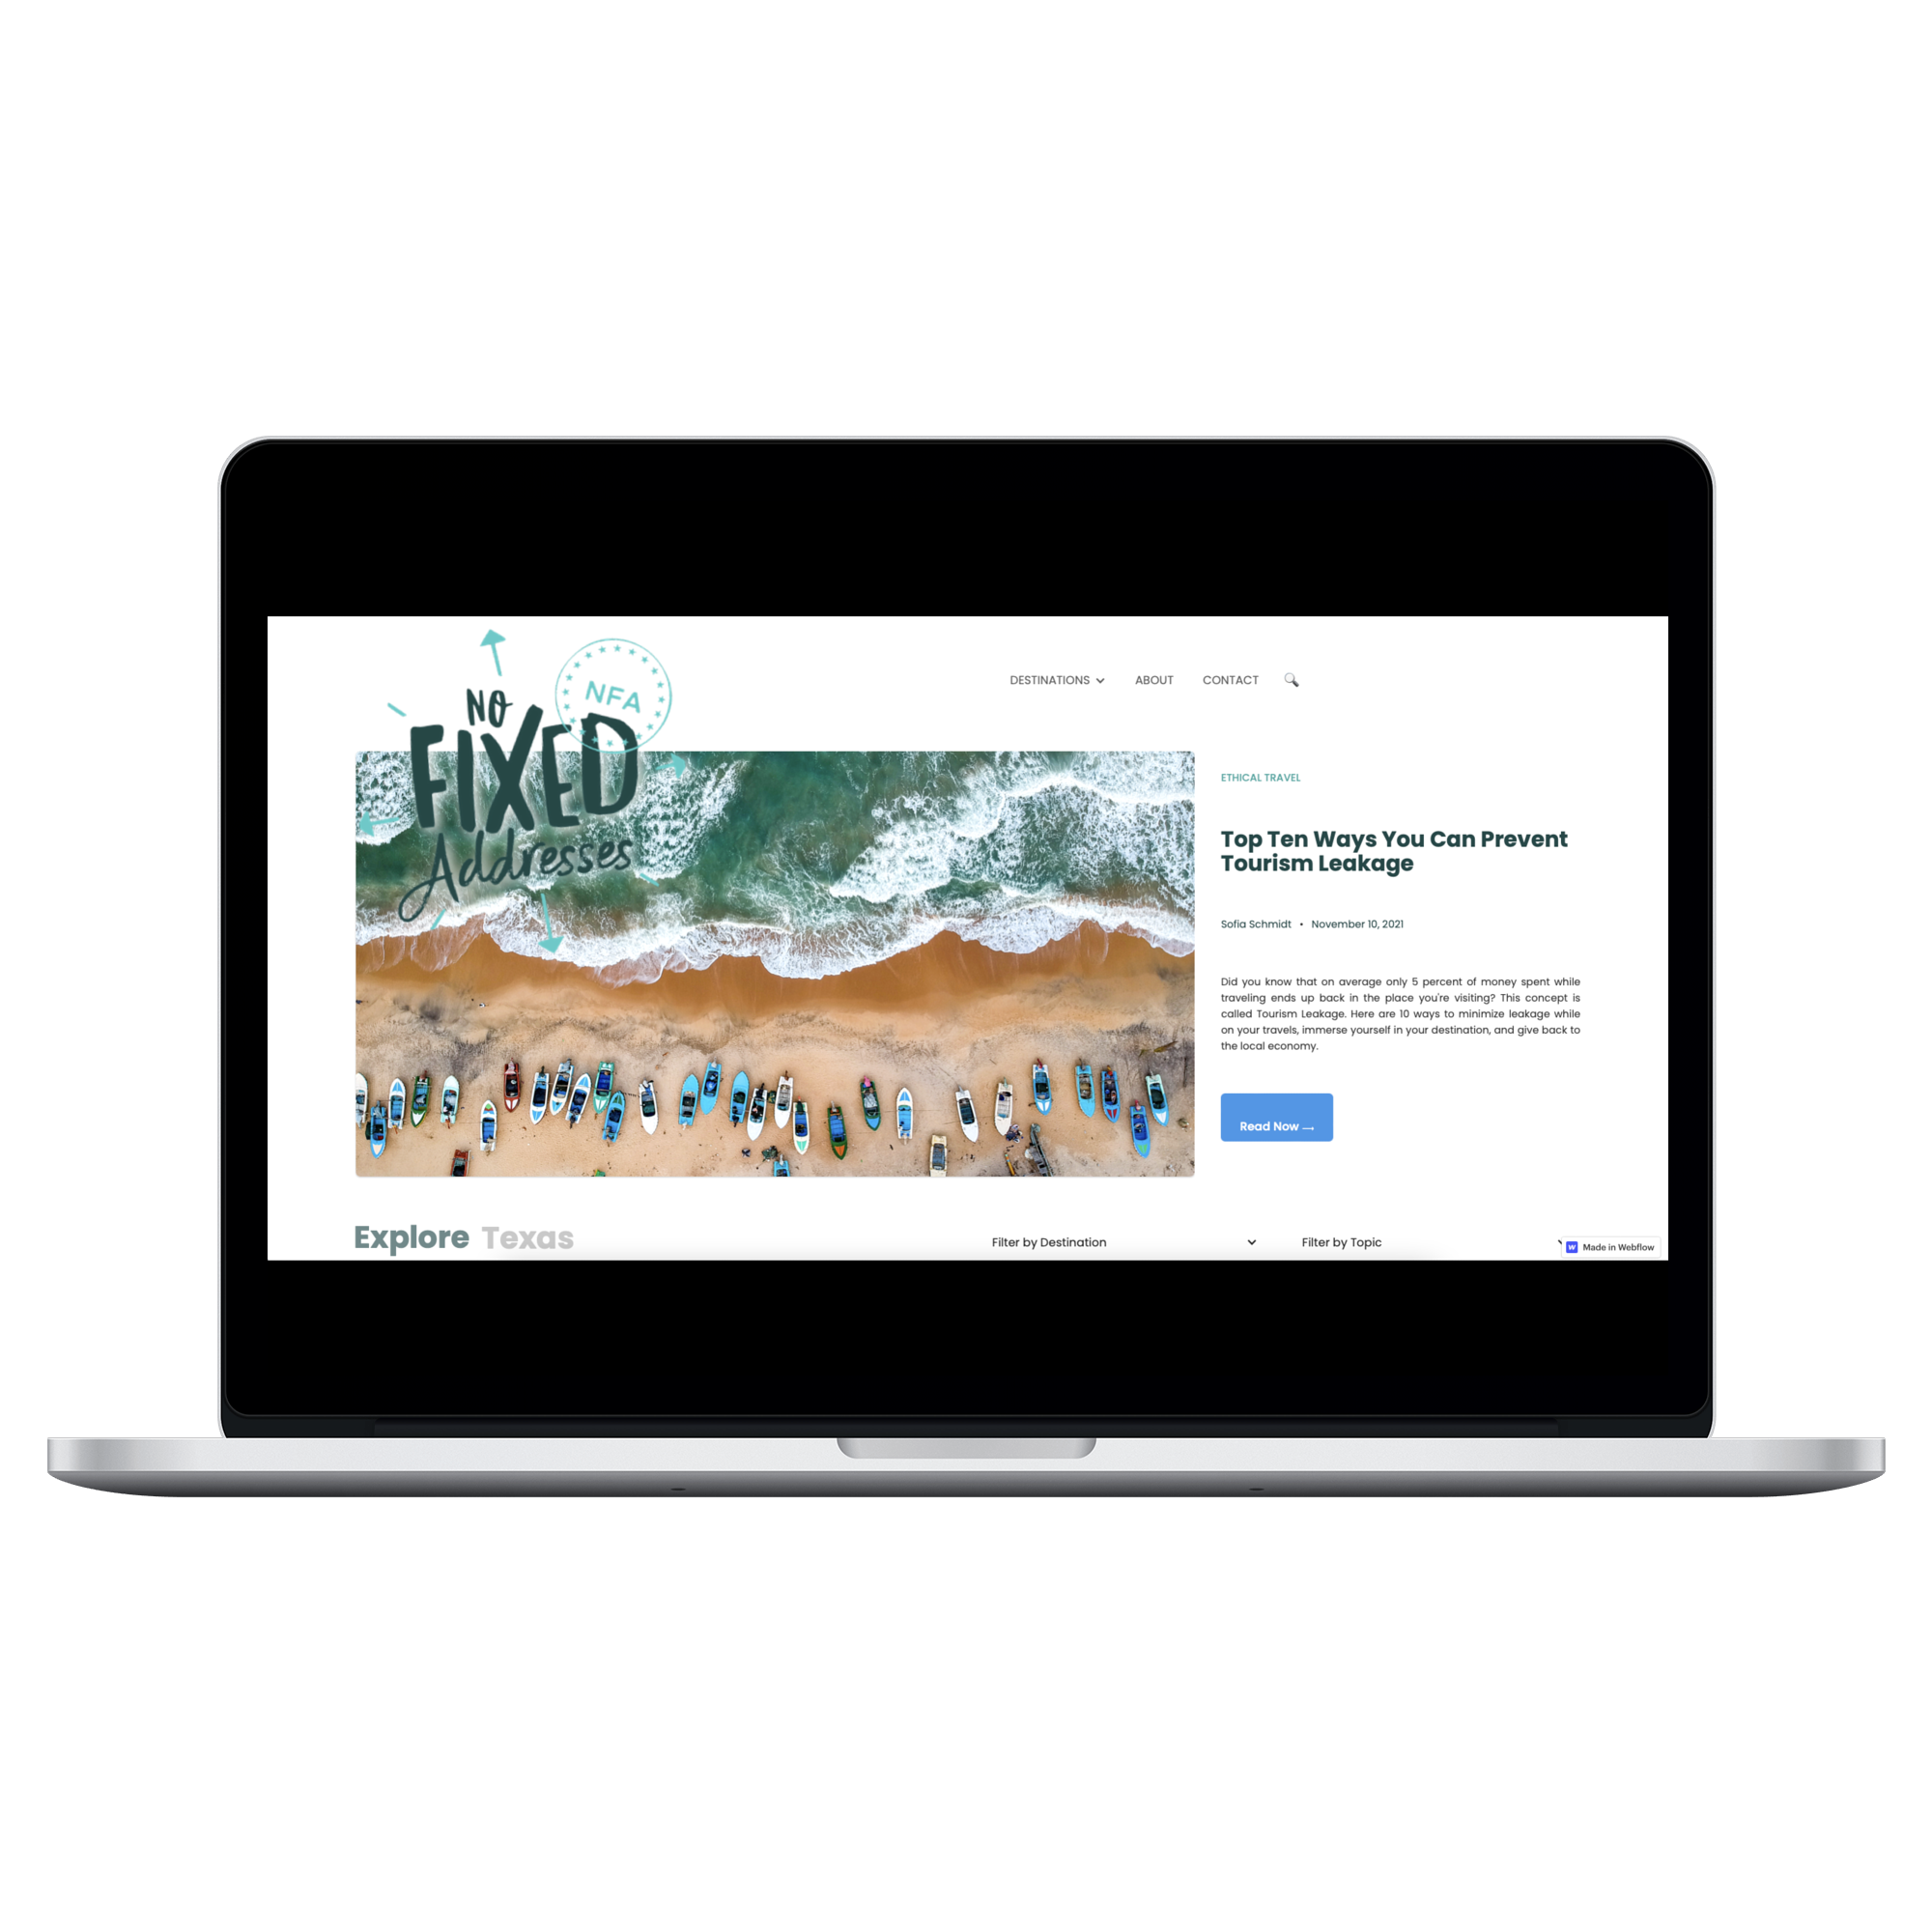 NO
FIXED
Addresses
NFA
DESTINATIONS ABOUT CONTACT
ETHICAL TRAVEL
Top Ten Ways You Can Prevent
Tourism Leakage
Sofia Schmidt • November 10, 2021
Did you know that on average only 5 percent of money spent while
traveling ends up back in the place you're visiting? This concept is
called Tourism Leakage. Here are 10 ways to minimize leakage while
on your travels, immerse yourself in your destination, and give back to
the local economy.
Read Now →
Explore Texas
Filter by Destination
Filter by Topic
W Made in Webflow